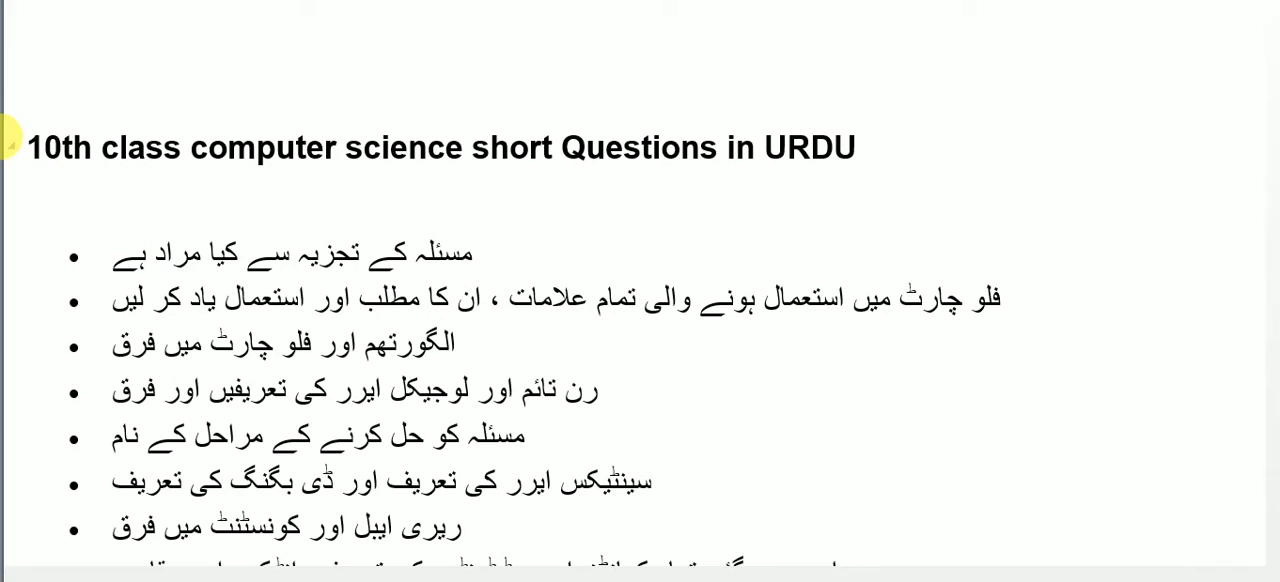 10th class computer science short Questions in URDU
• مسئلہ کے تجزیہ سے کیا مراد ہے
• فلو چارٹ میں استعمال ہونے والی تمام علامات ، ان کا مطلب اور استعمال یاد کر لیں
• الگورتھم اور فلو چارٹ میں فرق
• رن تائم اور لوجیکل ایرر کی تعریفیں اور فرق
• مسئلہ کو حل کرنے کے مراحل کے نام
• سینٹیکس ایرر کی تعریف اور ڈی بگنگ کی تعریف
• ریری ایبل اور کونسٹنٹ میں فرق